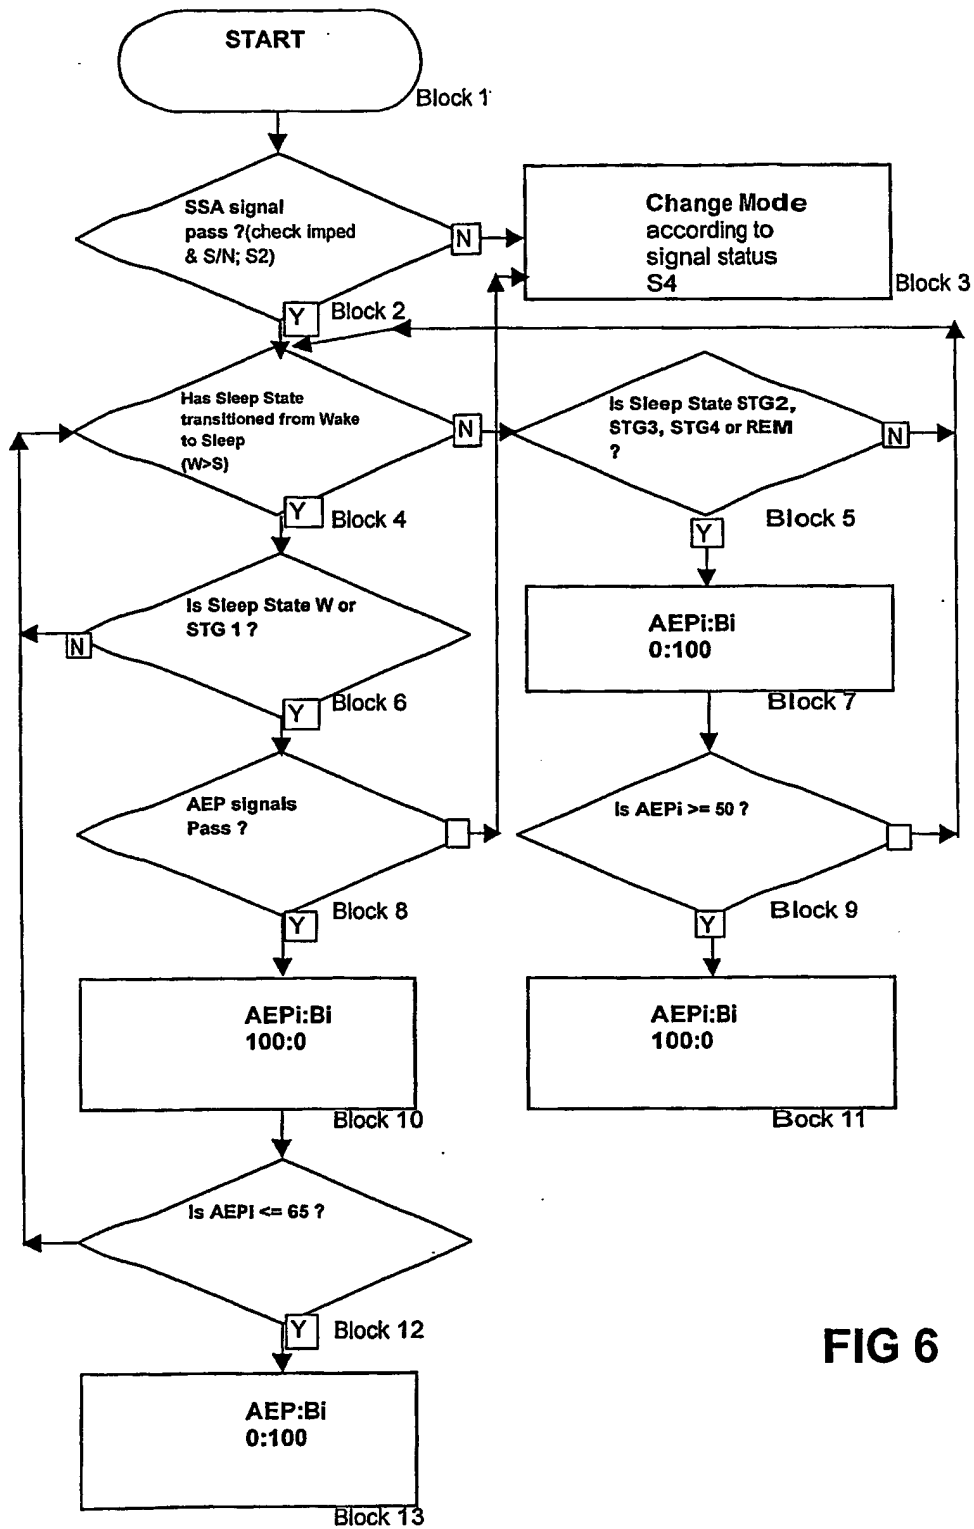 START
Block 1
SSA signal
pass ?(check imped
& S/N; S2)
N
Y
Block 2
Change Mode
according to
signal status
S4
Block 3
Has Sleep State
transitioned from Wake
to Sleep
(W>S)
N
Y
Block 4
Is Sleep State STG2,
STG3, STG4 or REM
?
N
Y
Block 5
Is Sleep State W or
STG 1 ?
N
Y
Block 6
AEPi:Bi
0:100
Block 7
AEP signals
Pass ?
Y
Block 8
Is AEPi >= 50 ?
Y
Block 9
AEPi:Bi
100:0
Block 10
AEPi:Bi
100:0
Bock 11
Is AEPi <= 65 ?
Y
Block 12
AEP:Bi
0:100
Block 13
FIG 6